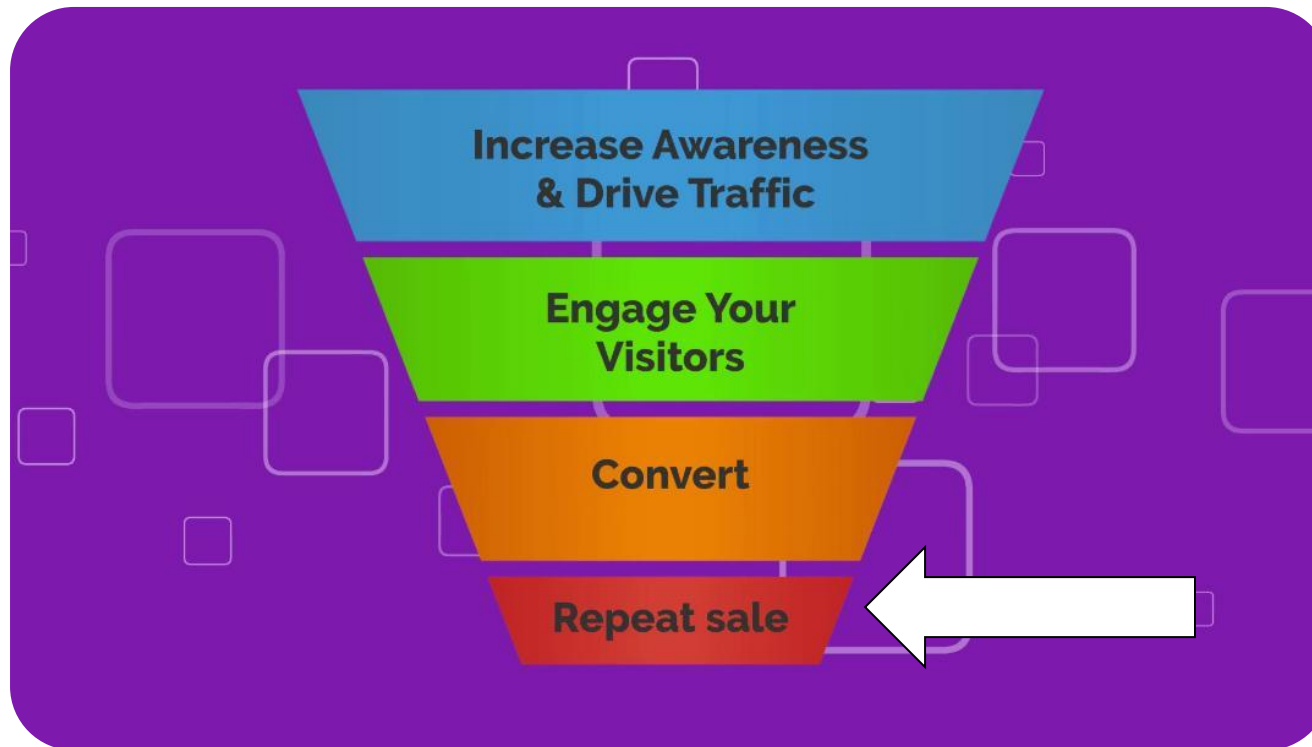 Increase Awareness
& Drive Traffic
Engage Your
Visitors
Convert
Repeat sale